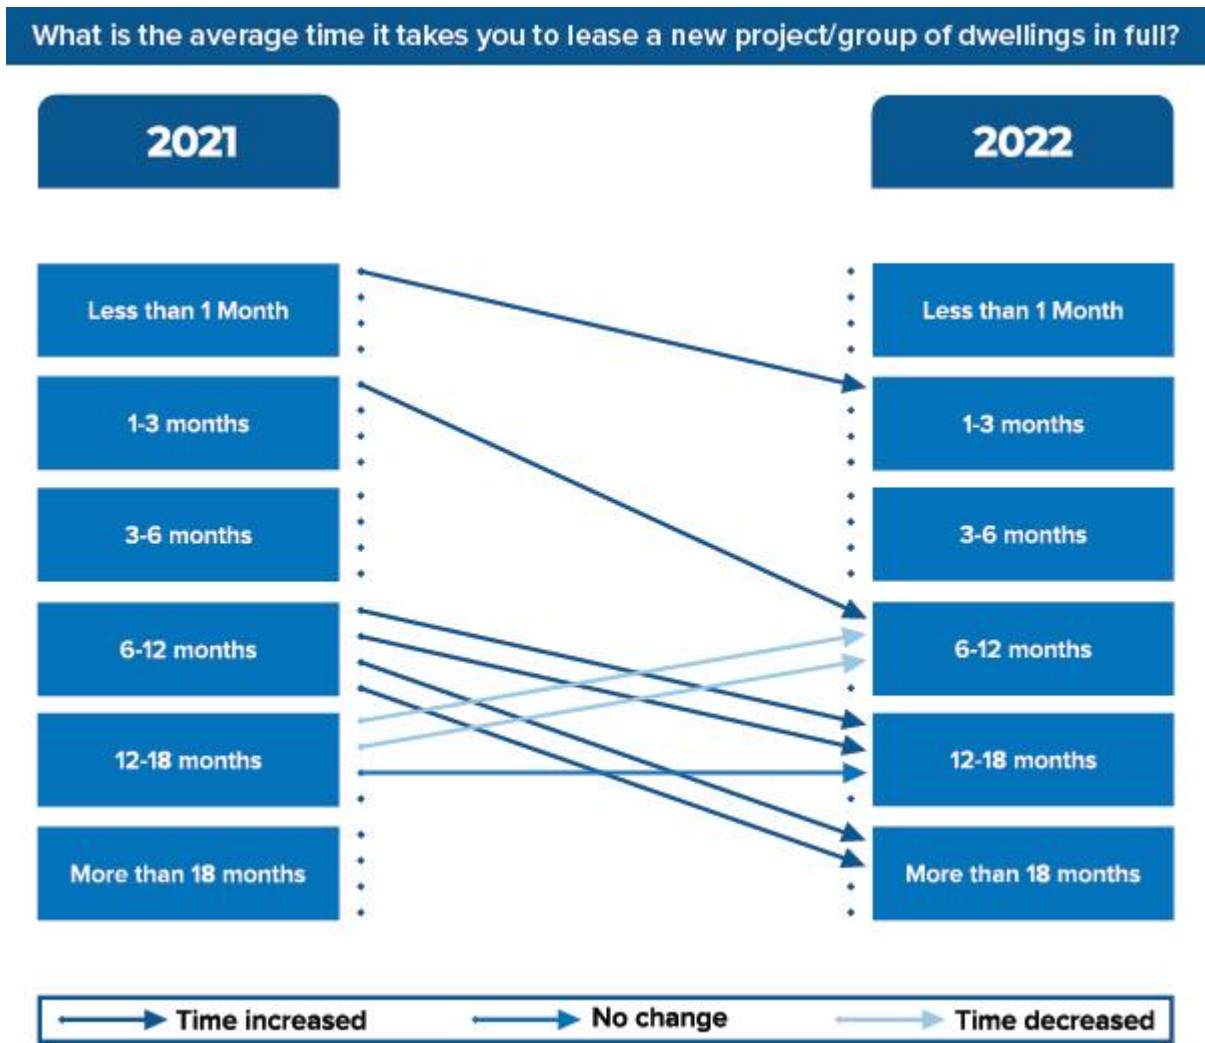 What is the average time it takes you to lease a new project/group of dwellings in full?
2021
2022
Less than 1 Month
Less than 1 Month
1-3 months
1-3 months
3-6 months
3-6 months
6-12 months
6-12 months
12-18 months
12-18 months
More than 18 months
More than 18 months
Time increased
No change
Time decreased